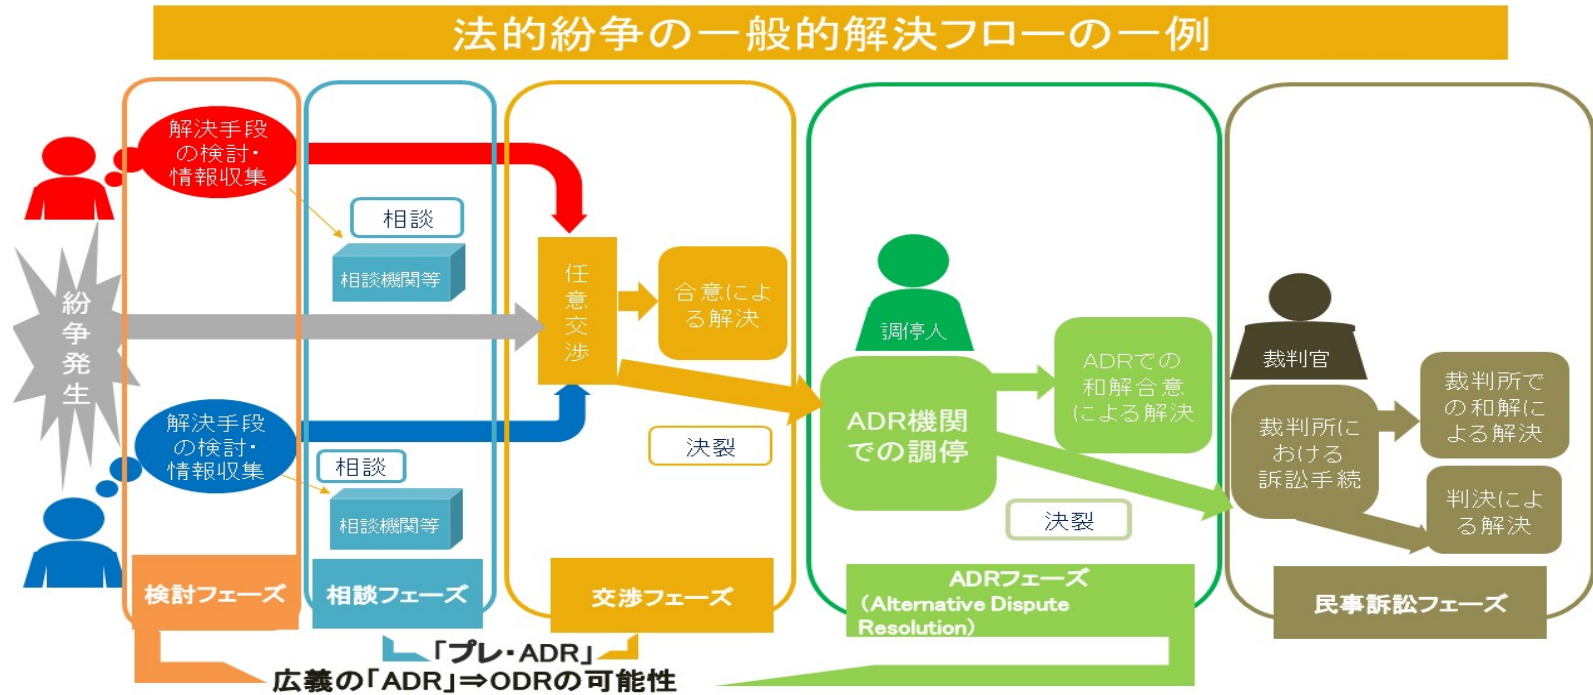 法的紛争の一般的解決フローの一例
解決手段
の検討・
情報収集
相談
相談機関等
紛争発生
解決手段
の検討・
情報収集
相談
相談機関等
任意交渉
合意によ
る解決
決裂
調停人
ADR機関
での調停
ADRでの
和解合意
による解決
決裂
裁判官
裁判所に
おける
訴訟手続
裁判所で
の和解に
よる解決
判決によ
る解決
検討フェーズ
相談フェーズ
交渉フェーズ
ADRフェーズ
（Alternative Dispute
Resolution）
民事訴訟フェーズ
「プレ・ADR」
広義の「ADR」⇒ODRの可能性